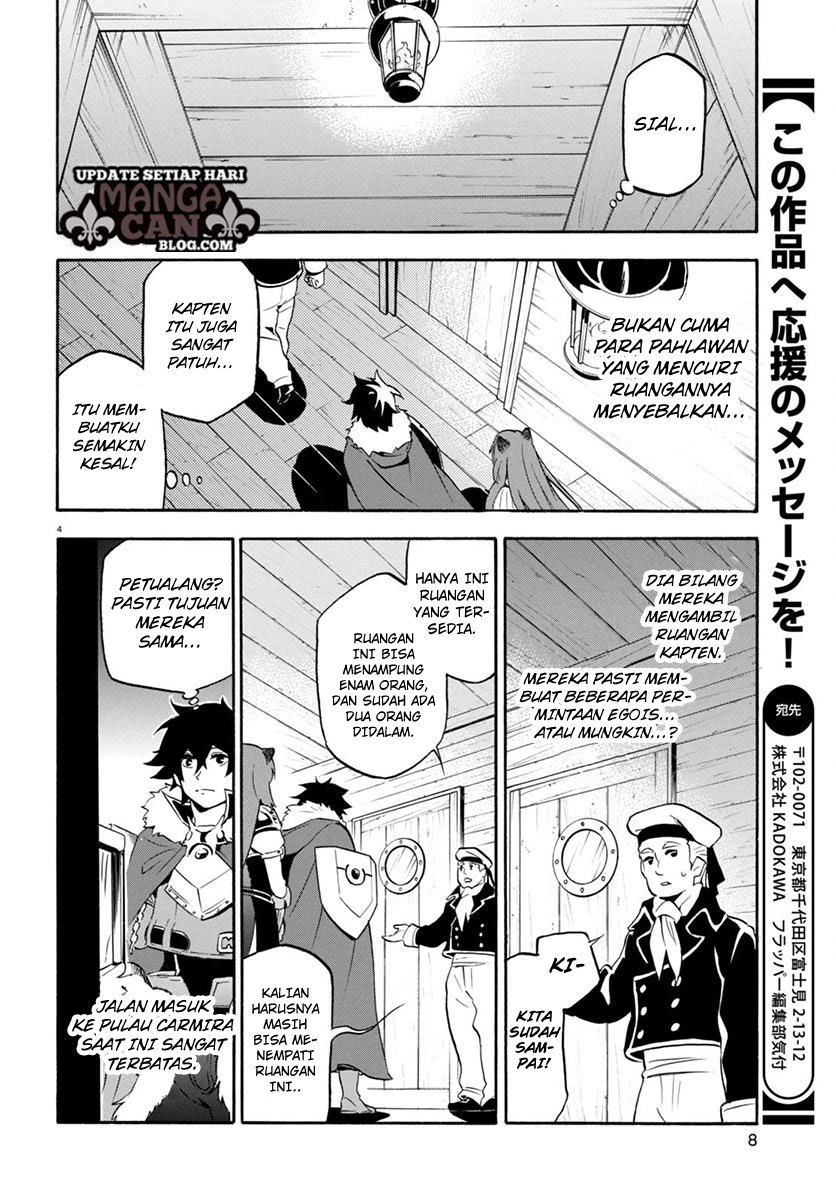 SIAL...
UPDATE SETIAP HARI
MANGA
CAN
BLOG.COM
BUKAN CUMA
PARA PAHLAWAN
YANG MENCURI
RUANGANNYA
MENYEBALKAN...
KAPTEN
ITU JUGA
SANGAT
PATUH...
ITU MEM-
BUATKU
SEMAKIN
KESAL!
4
DIA BILANG
MEREKA
MENGAMBIL
RUANGAN
KAPTEN.
MEREKA PASTI MEM-
BUAT BEBERAPA PER-
MINTAAN EGOIS...
ATAU MUNGKIN...?
KI-
KITA
SUDAH
SAM-
PAI!
HANYA INI
RUANGAN
YANG TER-
SEDIA.
RUANGAN
INI BISA
MENAMPUNG
ENAM ORANG,
DAN SUDAH ADA
DUA ORANG
DIDALAM.
KALIAN
HARUSNYA
MASIH
BISA ME-
NEMPATI
RUANGAN
INI..
PETUALANG?
PASTI TUJUAN
MEREKA
SAMA...
JALAN MASUK
KE PULAU CARMIRA
SAAT INI SANGAT
TERBATAS.
【この作品へ応援のメッセージを!】
宛先
〒102-0071 東京都千代田区富士見 2-13-12
株式会社 KADOKAWA フラッパー編集部気付
8